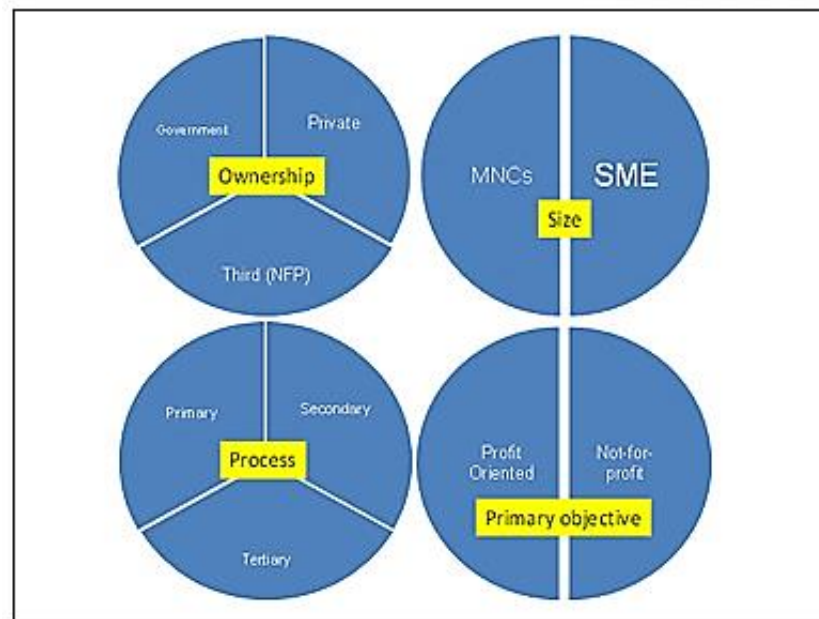 Government
Private
Ownership
Third (NFP)
MNCs
SME
Size
Primary
Secondary
Process
Tertiary
Profit
Oriented
Not-for-
profit
Primary objective